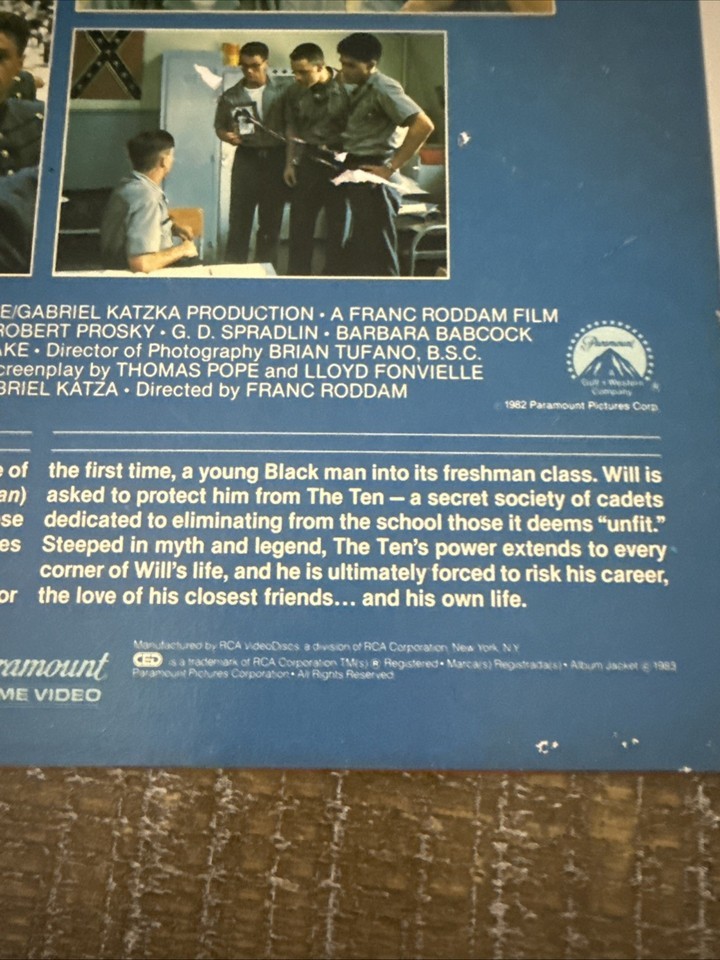 E/GABRIEL KATZKA PRODUCTION • A FRANC RODDAM FILM
ROBERT PROSKY • G. D. SPRADLIN • BARBARA BABCOCK
AKE • Director of Photography BRIAN TUFANO, B.S.C.
creenplay by THOMAS POPE and LLOYD FONVIELLE
BRIEL KATZA • Directed by FRANC RODDAM
Paramount
Gulf + Western
Company
®
© 1982 Paramount Pictures Corp.
e of the first time, a young Black man into its freshman class. Will is
an) asked to protect him from The Ten – a secret society of cadets
se dedicated to eliminating from the school those it deems “unfit.”
es Steeped in myth and legend, The Ten’s power extends to every
corner of Will’s life, and he is ultimately forced to risk his career,
or the love of his closest friends... and his own life.
ramount
ME VIDEO
Manufactured by RCA VideoDiscs, a division of RCA Corporation, New York, N.Y.
CED is a trademark of RCA Corporation TM(s) ® Registered • Marca(s) Registrada(s) • Album Jacket © 1983
Paramount Pictures Corporation • All Rights Reserved